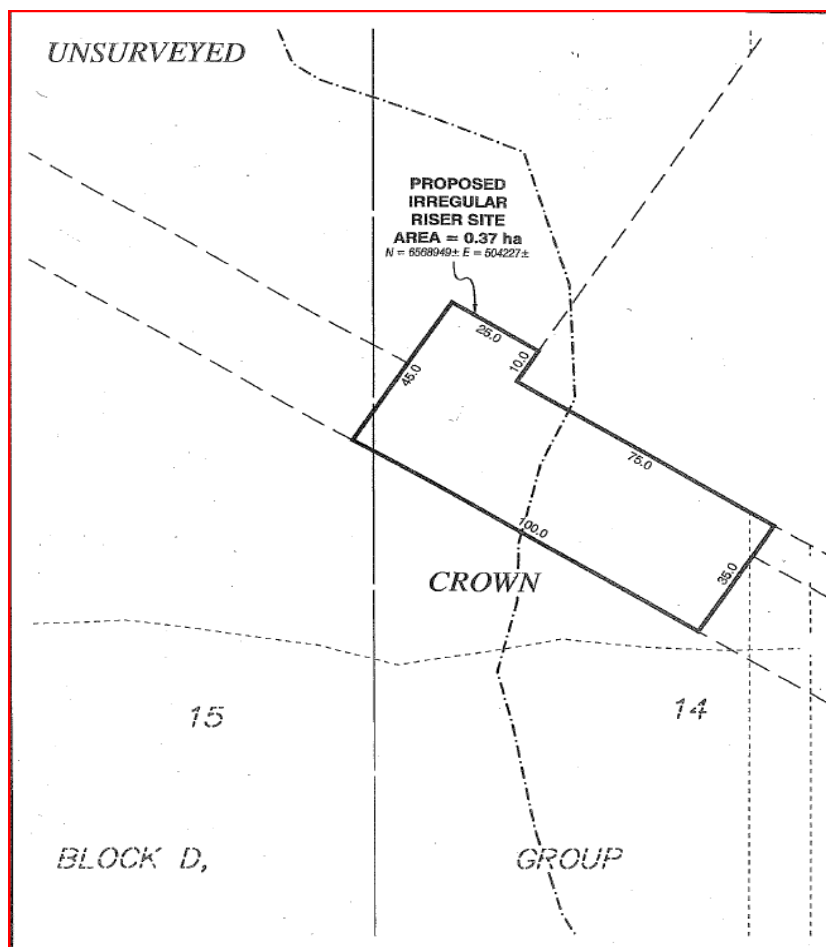 UNSURVEYED
PROPOSED
IRREGULAR
RISER SITE
AREA = 0.37 ha
N = 6568949± E = 504227±
25.0
10.0
45.0
75.0
100.0
35.0
CROWN
15
14
BLOCK D,
GROUP